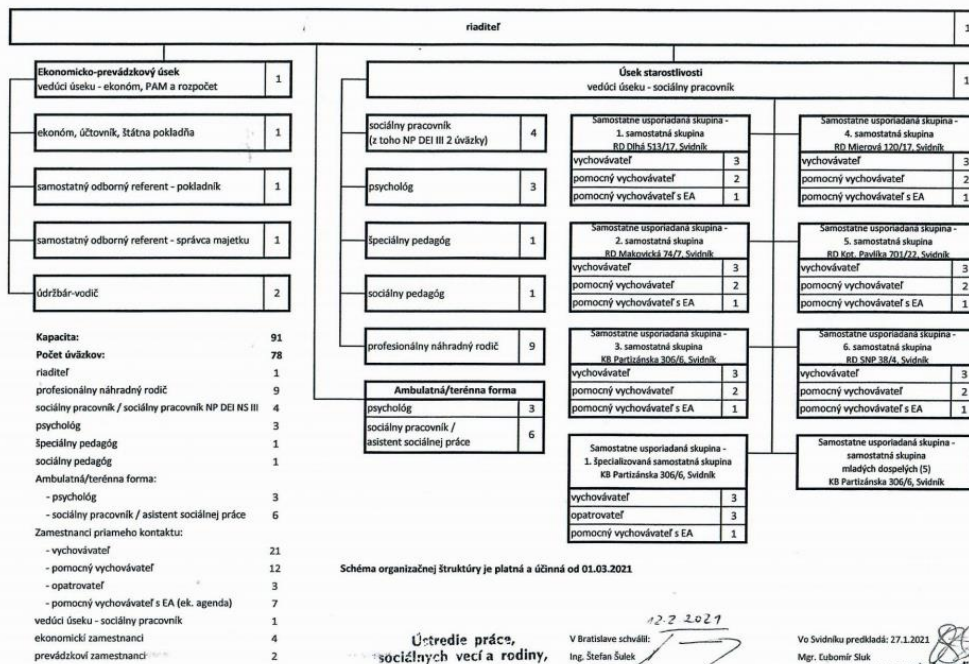 riaditeľ 1
Ekonomicko-prevádzkový úsek
vedúci úseku - ekonóm, PAM a rozpočet 1
ekonóm, účtovník, štátna pokladňa 1
samostatný odborný referent - pokladník 1
samostatný odborný referent - správca majetku 1
údržbár-vodič 2
Úsek starostlivosti
vedúci úseku - sociálny pracovník 1
sociálny pracovník
(z toho NP DEI III 2 úväzky) 4
psychológ 3
špeciálny pedagóg 1
sociálny pedagóg 1
profesionálny náhradný rodič 9
Ambulatná/terénna forma
psychológ 3
sociálny pracovník /
asistent sociálnej práce 6
Samostatne usporiadaná skupina -
1. samostatná skupina
RD Dlhá 513/17, Svidník
vychovávateľ 3
pomocný vychovávateľ 2
pomocný vychovávateľ s EA 1
Samostatne usporiadaná skupina -
2. samostatná skupina
RD Makovická 74/7, Svidník
vychovávateľ 3
pomocný vychovávateľ 2
pomocný vychovávateľ s EA 1
Samostatne usporiadaná skupina -
3. samostatná skupina
KB Partizánska 306/6, Svidník
vychovávateľ 3
pomocný vychovávateľ 2
pomocný vychovávateľ s EA 1
Samostatne usporiadaná skupina -
1. špecializovaná samostatná skupina
KB Partizánska 306/6, Svidník
vychovávateľ 3
opatrovateľ 3
pomocný vychovávateľ s EA 1
Samostatne usporiadaná skupina -
4. samostatná skupina
RD Mierová 120/17, Svidník
vychovávateľ 3
pomocný vychovávateľ 2
pomocný vychovávateľ s EA 1
Samostatne usporiadaná skupina -
5. samostatná skupina
RD Kpt. Pavlíka 701/22, Svidník
vychovávateľ 3
pomocný vychovávateľ 2
pomocný vychovávateľ s EA 1
Samostatne usporiadaná skupina -
6. samostatná skupina
RD SNP 38/4, Svidník
vychovávateľ 3
pomocný vychovávateľ 2
pomocný vychovávateľ s EA 1
Samostatne usporiadaná skupina -
samostatná skupina
mladých dospelých (5)
KB Partizánska 306/6, Svidník
Kapacita: 91
Počet úväzkov: 78
riaditeľ 1
profesionálny náhradný rodič 9
sociálny pracovník / sociálny pracovník NP DEI NS III 4
psychológ 3
špeciálny pedagóg 1
sociálny pedagóg 1
Ambulatná/terénna forma:
- psychológ 3
- sociálny pracovník / asistent sociálnej práce 6
Zamestnanci priameho kontaktu:
- vychovávateľ 21
- pomocný vychovávateľ 12
- opatrovateľ 3
- pomocný vychovávateľ s EA (ek. agenda) 7
vedúci úseku - sociálny pracovník 1
ekonomickí zamestnanci 4
prevádzkoví zamestnanci 2
Schéma organizačnej štruktúry je platná a účinná od 01.03.2021
Ústredie práce,
sociálnych vecí a rodiny,
12.2.2021
V Bratislave schválil:
Ing. Štefan Šulek
Vo Svidníku predkladá: 27.1.2021
Mgr. Ľubomír Sluk